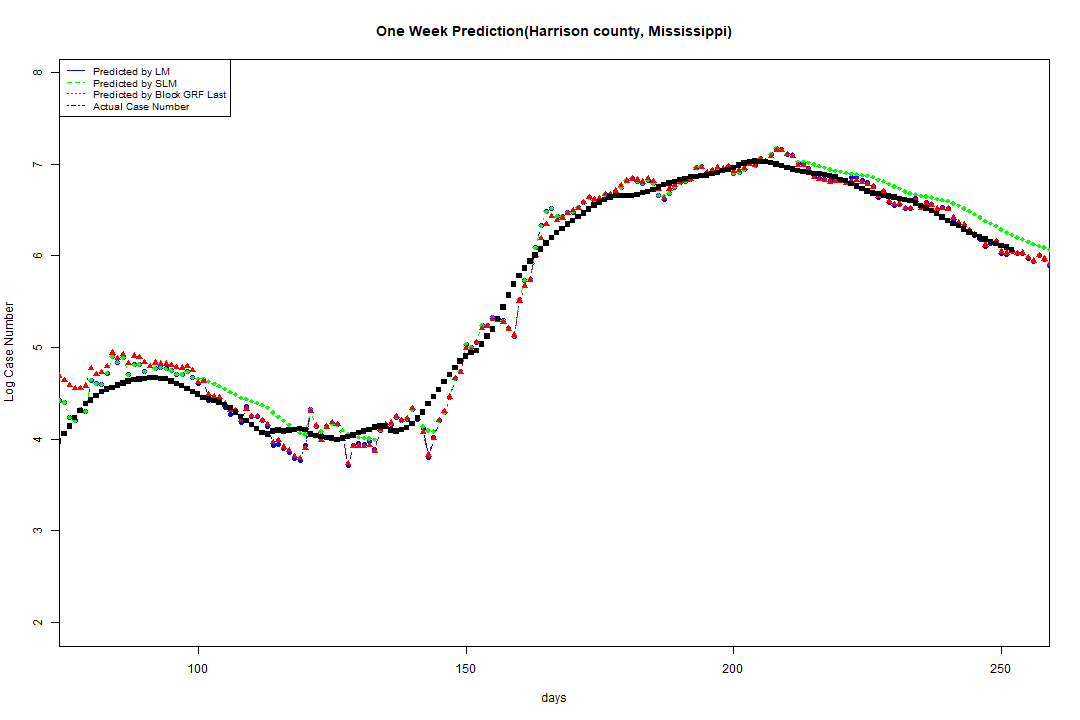 One Week Prediction(Harrison county, Mississippi)
Predicted by LM
Predicted by SLM
Predicted by Block GRF Last
Actual Case Number
8
7
6
5
4
3
2
Log Case Number
100 150 200 250
days